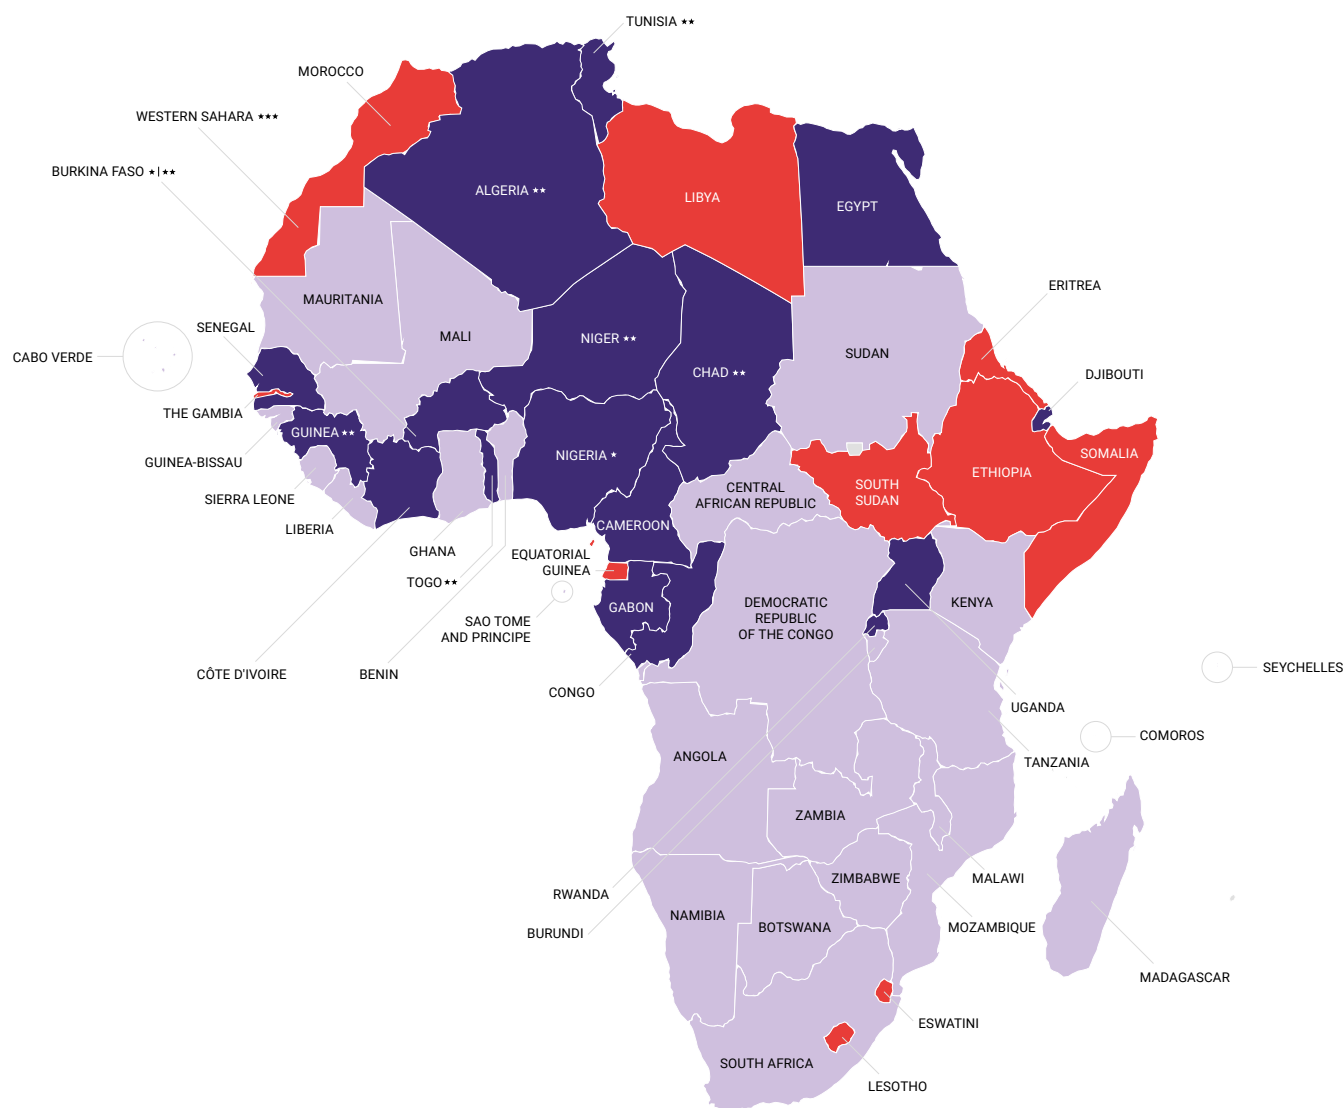 TUNISIA ★★
MOROCCO
WESTERN SAHARA ★★★
BURKINA FASO ★|★★
ALGERIA ★★
LIBYA
EGYPT
ERITREA
MAURITANIA
SENEGAL
MALI
NIGER ★★
CABO VERDE
SUDAN
CHAD ★★
DJIBOUTI
THE GAMBIA
GUINEA ★★
GUINEA-BISSAU
NIGERIA ★
SOMALIA
ETHIOPIA
SIERRA LEONE
CENTRAL
AFRICAN REPUBLIC
SOUTH
SUDAN
LIBERIA
CAMEROON
GHANA
EQUATORIAL
GUINEA
TOGO ★★
GABON
DEMOCRATIC
REPUBLIC
OF THE CONGO
KENYA
SAO TOME
AND PRINCIPE
CÔTE D'IVOIRE
BENIN
SEYCHELLES
CONGO
UGANDA
COMOROS
ANGOLA
TANZANIA
ZAMBIA
ZIMBABWE
MALAWI
RWANDA
NAMIBIA
BOTSWANA
MOZAMBIQUE
BURUNDI
MADAGASCAR
ESWATINI
SOUTH AFRICA
LESOTHO